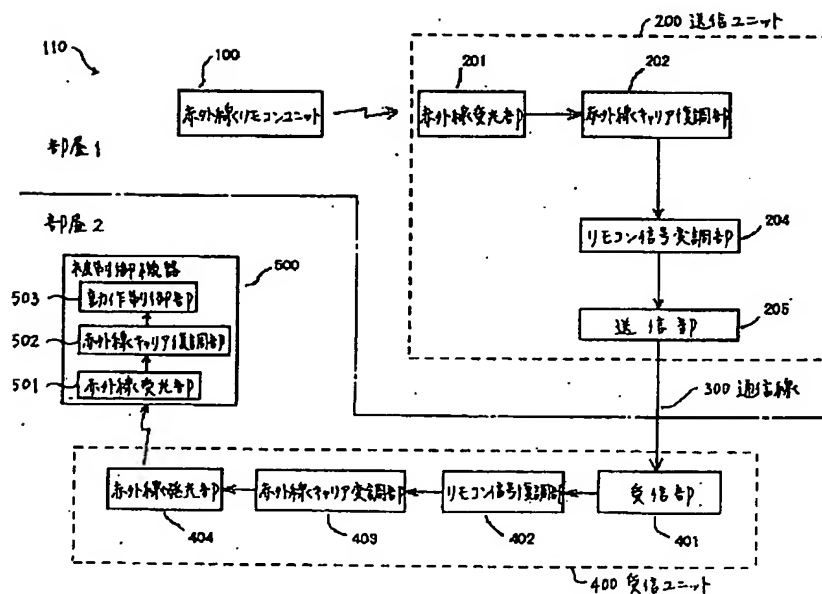 200 送信ユニット
110
100
201
202
赤外線リモコンユニット
赤外線受光部
赤外線キャリア復調部
部屋1
部屋2
204
リモコン信号変調部
205
送信部
被制御機器
500
503
動作制御部
502
赤外線キャリア復調部
501
赤外線受光部
300 通信線
赤外線発光部
赤外線キャリア変調部
リモコン信号復調部
受信部
404
403
402
401
400 受信ユニット